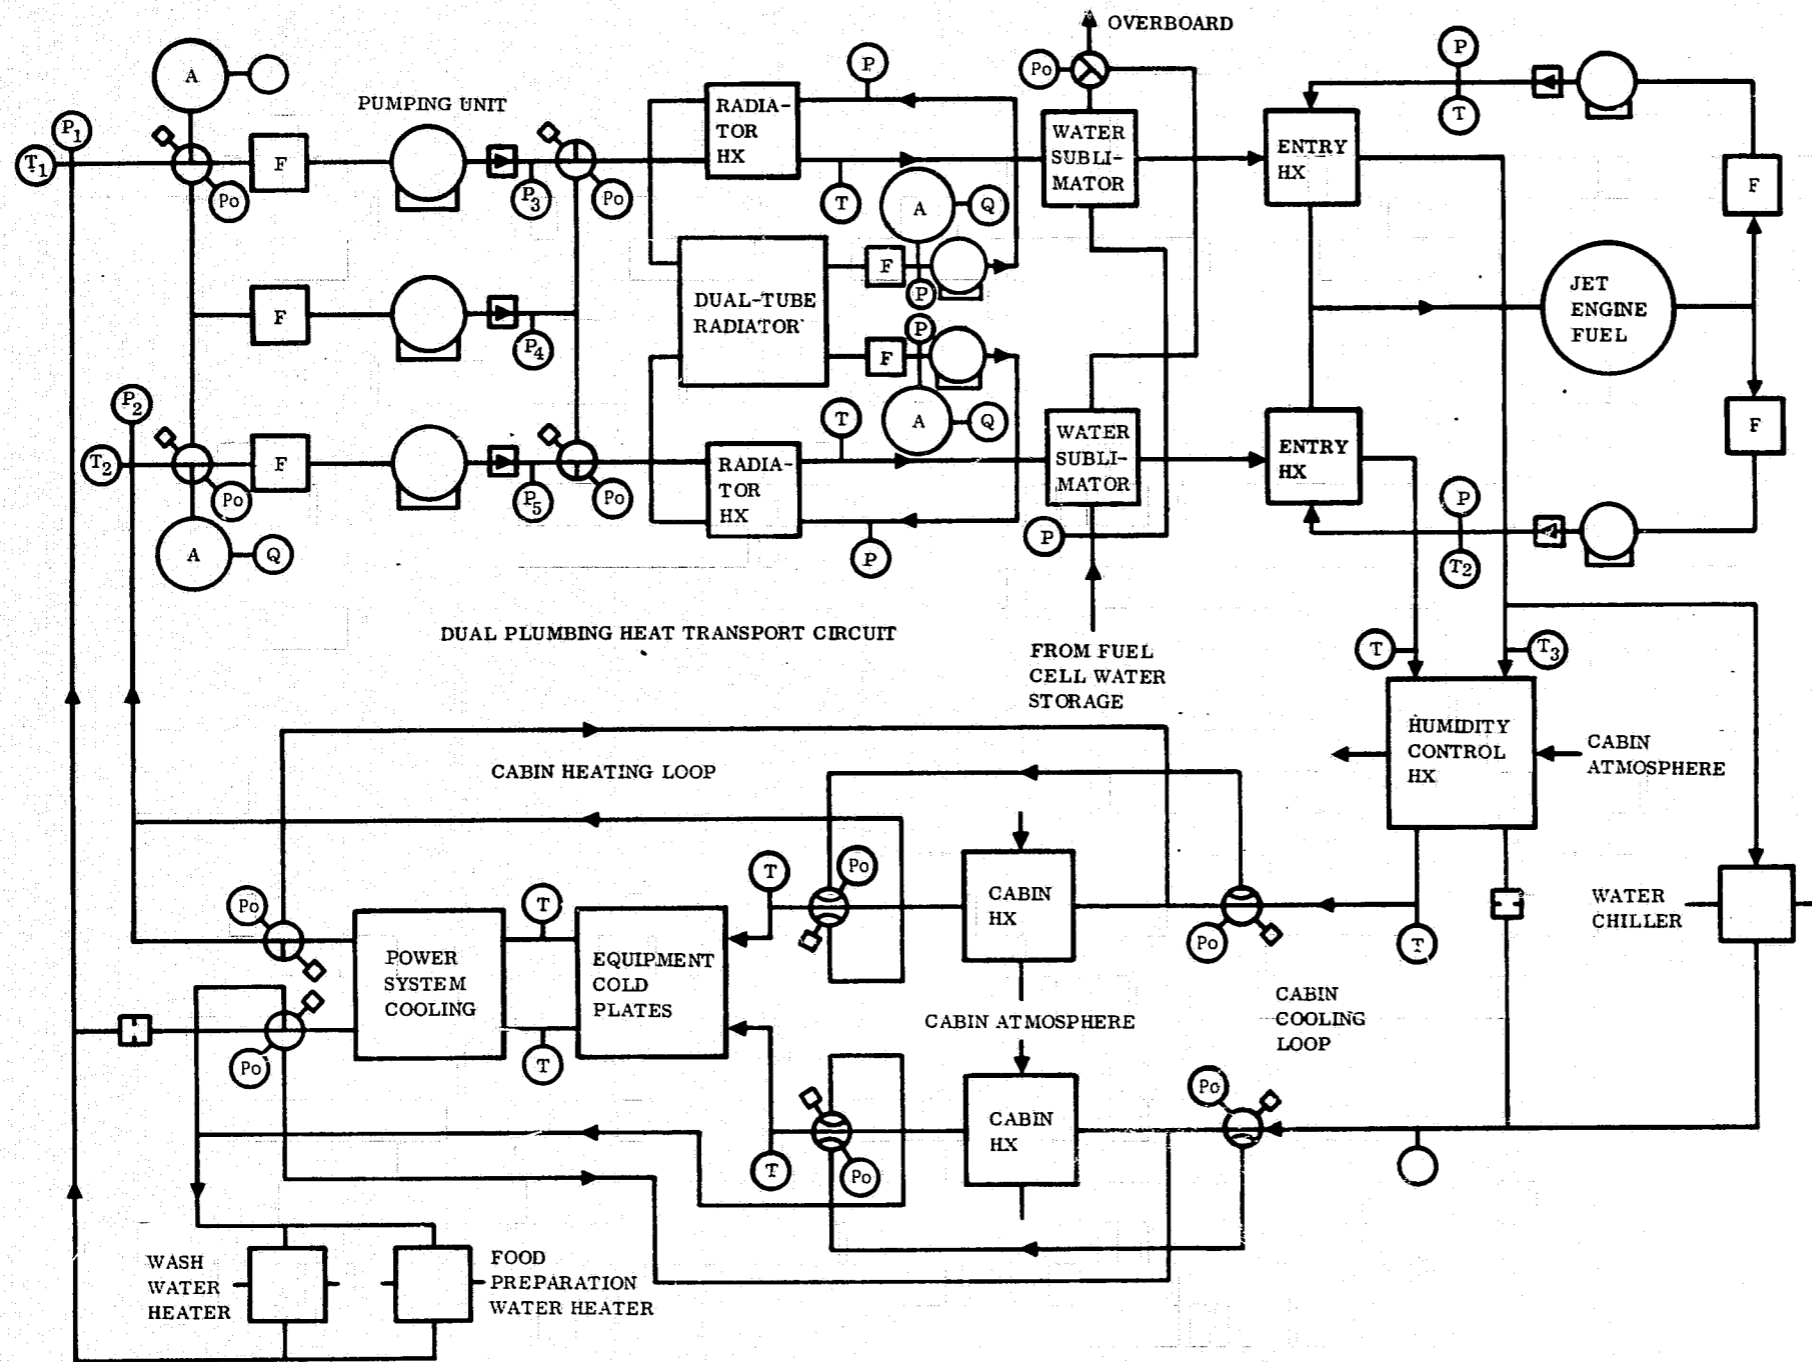 OVERBOARD
A
PUMPING UNIT
P1
T1
F
Po
P3
Po
RADIA-
TOR
HX
P
T
A
Q
Po
WATER
SUBLI-
MATOR
ENTRY
HX
P
T
F
F
P4
DUAL-TUBE
RADIATOR
F
P
P
F
A
Q
JET
ENGINE
FUEL
P2
T2
F
Po
P5
Po
A
Q
RADIA-
TOR
HX
T
P
WATER
SUBLI-
MATOR
P
ENTRY
HX
P
T2
F
DUAL PLUMBING HEAT TRANSPORT CIRCUIT
FROM FUEL
CELL WATER
STORAGE
T
T3
HUMIDITY
CONTROL
HX
CABIN
ATMOSPHERE
CABIN HEATING LOOP
Po
T
T
Po
CABIN
HX
Po
T
WATER
CHILLER
POWER
SYSTEM
COOLING
EQUIPMENT
COLD
PLATES
CABIN ATMOSPHERE
CABIN
COOLING
LOOP
Po
T
T
Po
CABIN
HX
Po
WASH
WATER
HEATER
FOOD
PREPARATION
WATER HEATER